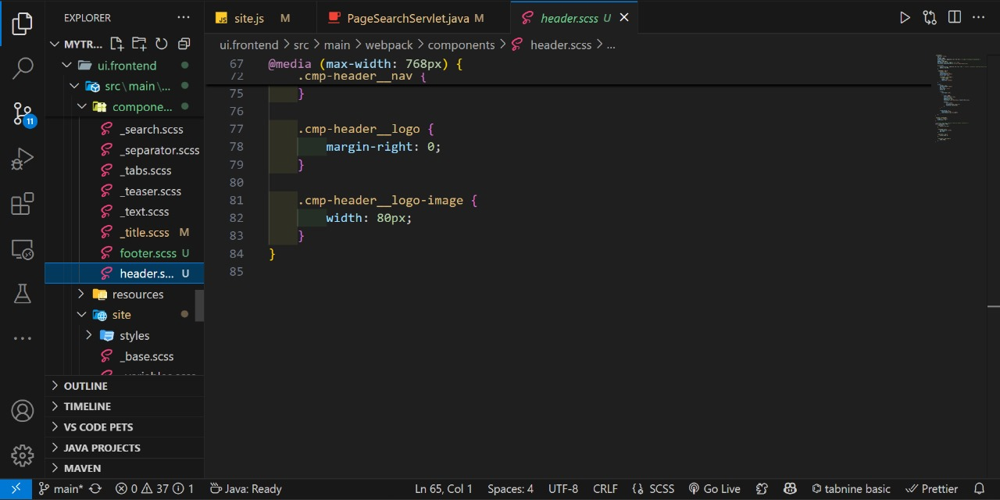 EXPLORER
MYTR...
ui.frontend
src\main\...
compone...
_search.scss
_separator.scss
_tabs.scss
_teaser.scss
_text.scss
_title.scss M
footer.scss U
header.s... U
resources
site
styles
_base.scss
_variables.scss
OUTLINE
TIMELINE
VS CODE PETS
JAVA PROJECTS
MAVEN
11
JS site.js M
PageSearchServlet.java M
header.scss U
ui.frontend > src > main > webpack > components > header.scss > ...
67 @media (max-width: 768px) {
72 .cmp-header__nav {
75 }
76
77 .cmp-header__logo {
78 margin-right: 0;
79 }
80
81 .cmp-header__logo-image {
82 width: 80px;
83 }
84 }
85
main* 0 37 1 Java: Ready Ln 65, Col 1 Spaces: 4 UTF-8 CRLF {} SCSS Go Live tabnine basic Prettier